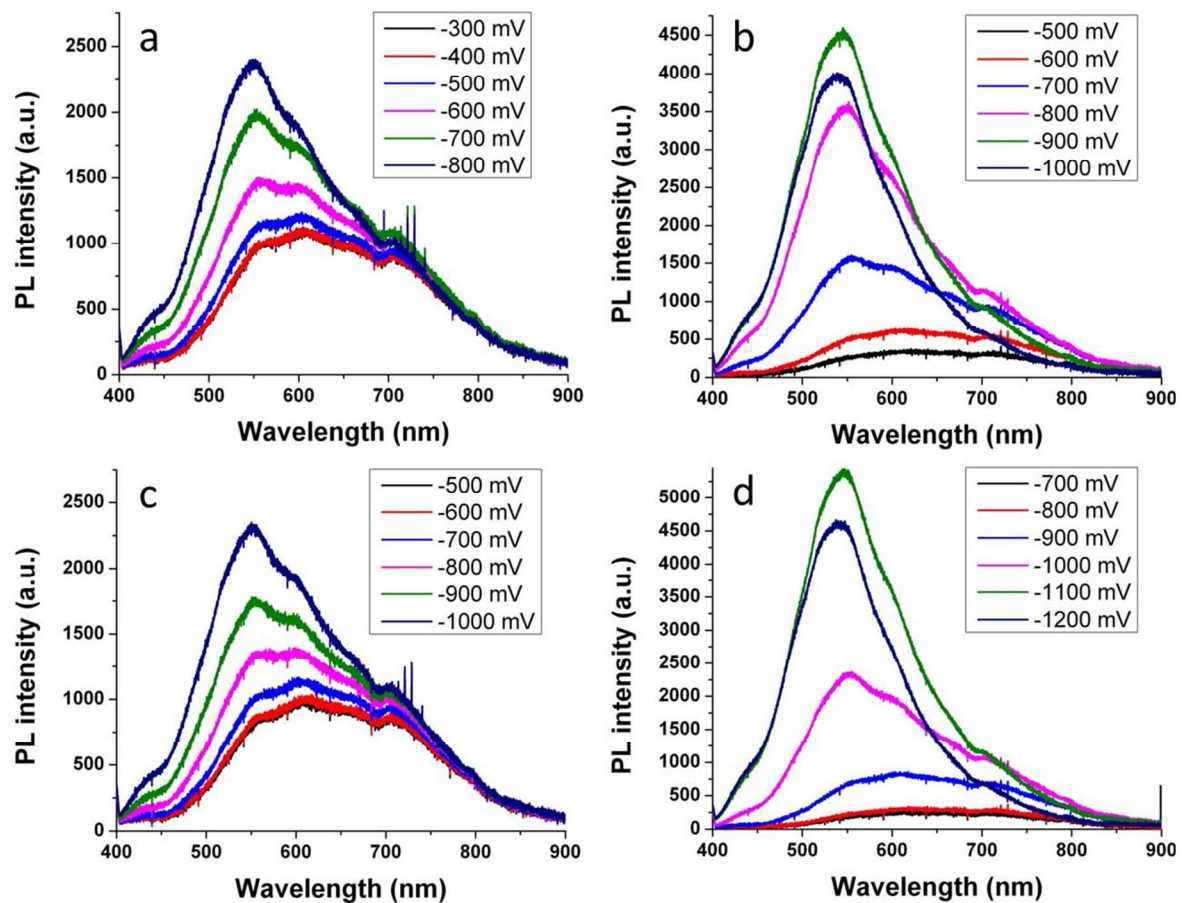 a
-300 mV
-400 mV
-500 mV
-600 mV
-700 mV
-800 mV
PL intensity (a.u.)
2500
2000
1500
1000
500
0
400 500 600 700 800 900
Wavelength (nm)
b
-500 mV
-600 mV
-700 mV
-800 mV
-900 mV
-1000 mV
PL intensity (a.u.)
4500
4000
3500
3000
2500
2000
1500
1000
500
0
400 500 600 700 800 900
Wavelength (nm)
c
-500 mV
-600 mV
-700 mV
-800 mV
-900 mV
-1000 mV
PL intensity (a.u.)
2500
2000
1500
1000
500
0
400 500 600 700 800 900
Wavelength (nm)
d
-700 mV
-800 mV
-900 mV
-1000 mV
-1100 mV
-1200 mV
PL intensity (a.u.)
5000
4500
4000
3500
3000
2500
2000
1500
1000
500
250
0
400 500 600 700 800 900
Wavelength (nm)